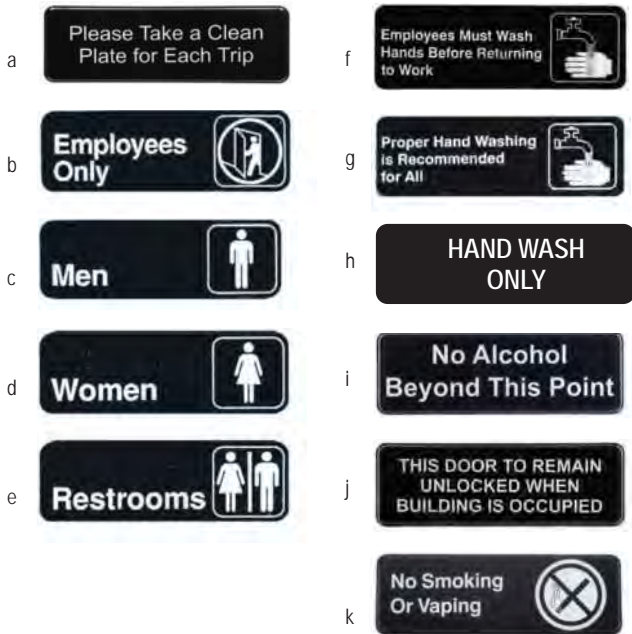 a
Please Take a Clean
Plate for Each Trip
b
Employees
Only
c
Men
d
Women
e
Restrooms
f
Employees Must Wash
Hands Before Returning
to Work
g
Proper Hand Washing
is Recommended
for All
h
HAND WASH
ONLY
i
No Alcohol
Beyond This Point
j
THIS DOOR TO REMAIN
UNLOCKED WHEN
BUILDING IS OCCUPIED
k
No Smoking
Or Vaping